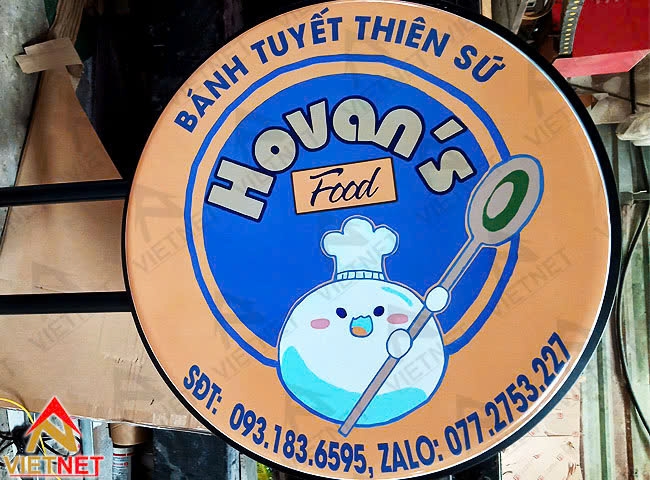 BÁNH TUYẾT THIÊN SỨ
Hovan's
Food
SĐT: 093.183.6595, ZALO: 077.2753.227
VIETNET